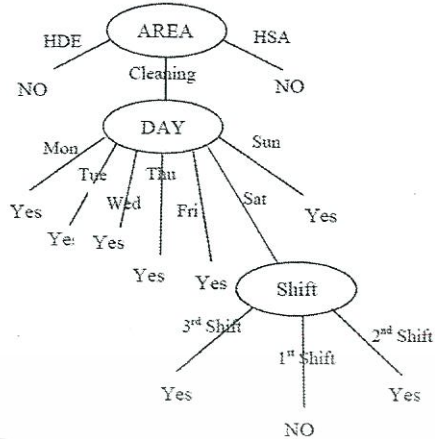 AREA
HDE
HSA
Cleaning
NO
NO
DAY
Mon
Tue
Wed
Thu
Fri
Sat
Sun
Yes
Yes
Yes
Yes
Yes
Yes
Shift
3rd Shift
1st Shift
2nd Shift
Yes
NO
Yes